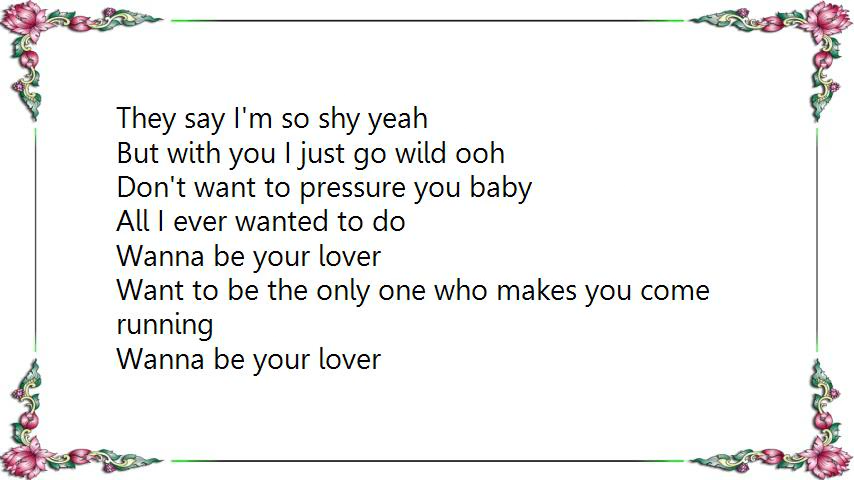 They say I'm so shy yeah
But with you I just go wild ooh
Don't want to pressure you baby
All I ever wanted to do
Wanna be your lover
Want to be the only one who makes you come
running
Wanna be your lover